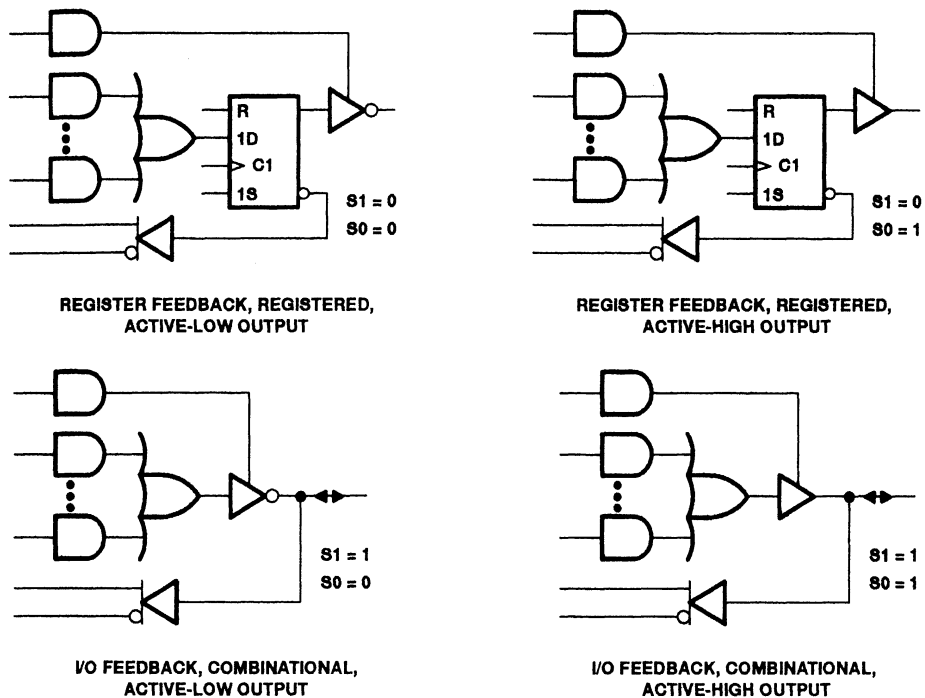 R
1D
C1
1S
S1 = 0
S0 = 0
REGISTER FEEDBACK, REGISTERED,
ACTIVE-LOW OUTPUT
R
1D
C1
1S
S1 = 0
S0 = 1
REGISTER FEEDBACK, REGISTERED,
ACTIVE-HIGH OUTPUT
S1 = 1
S0 = 0
I/O FEEDBACK, COMBINATIONAL,
ACTIVE-LOW OUTPUT
S1 = 1
S0 = 1
I/O FEEDBACK, COMBINATIONAL,
ACTIVE-HIGH OUTPUT